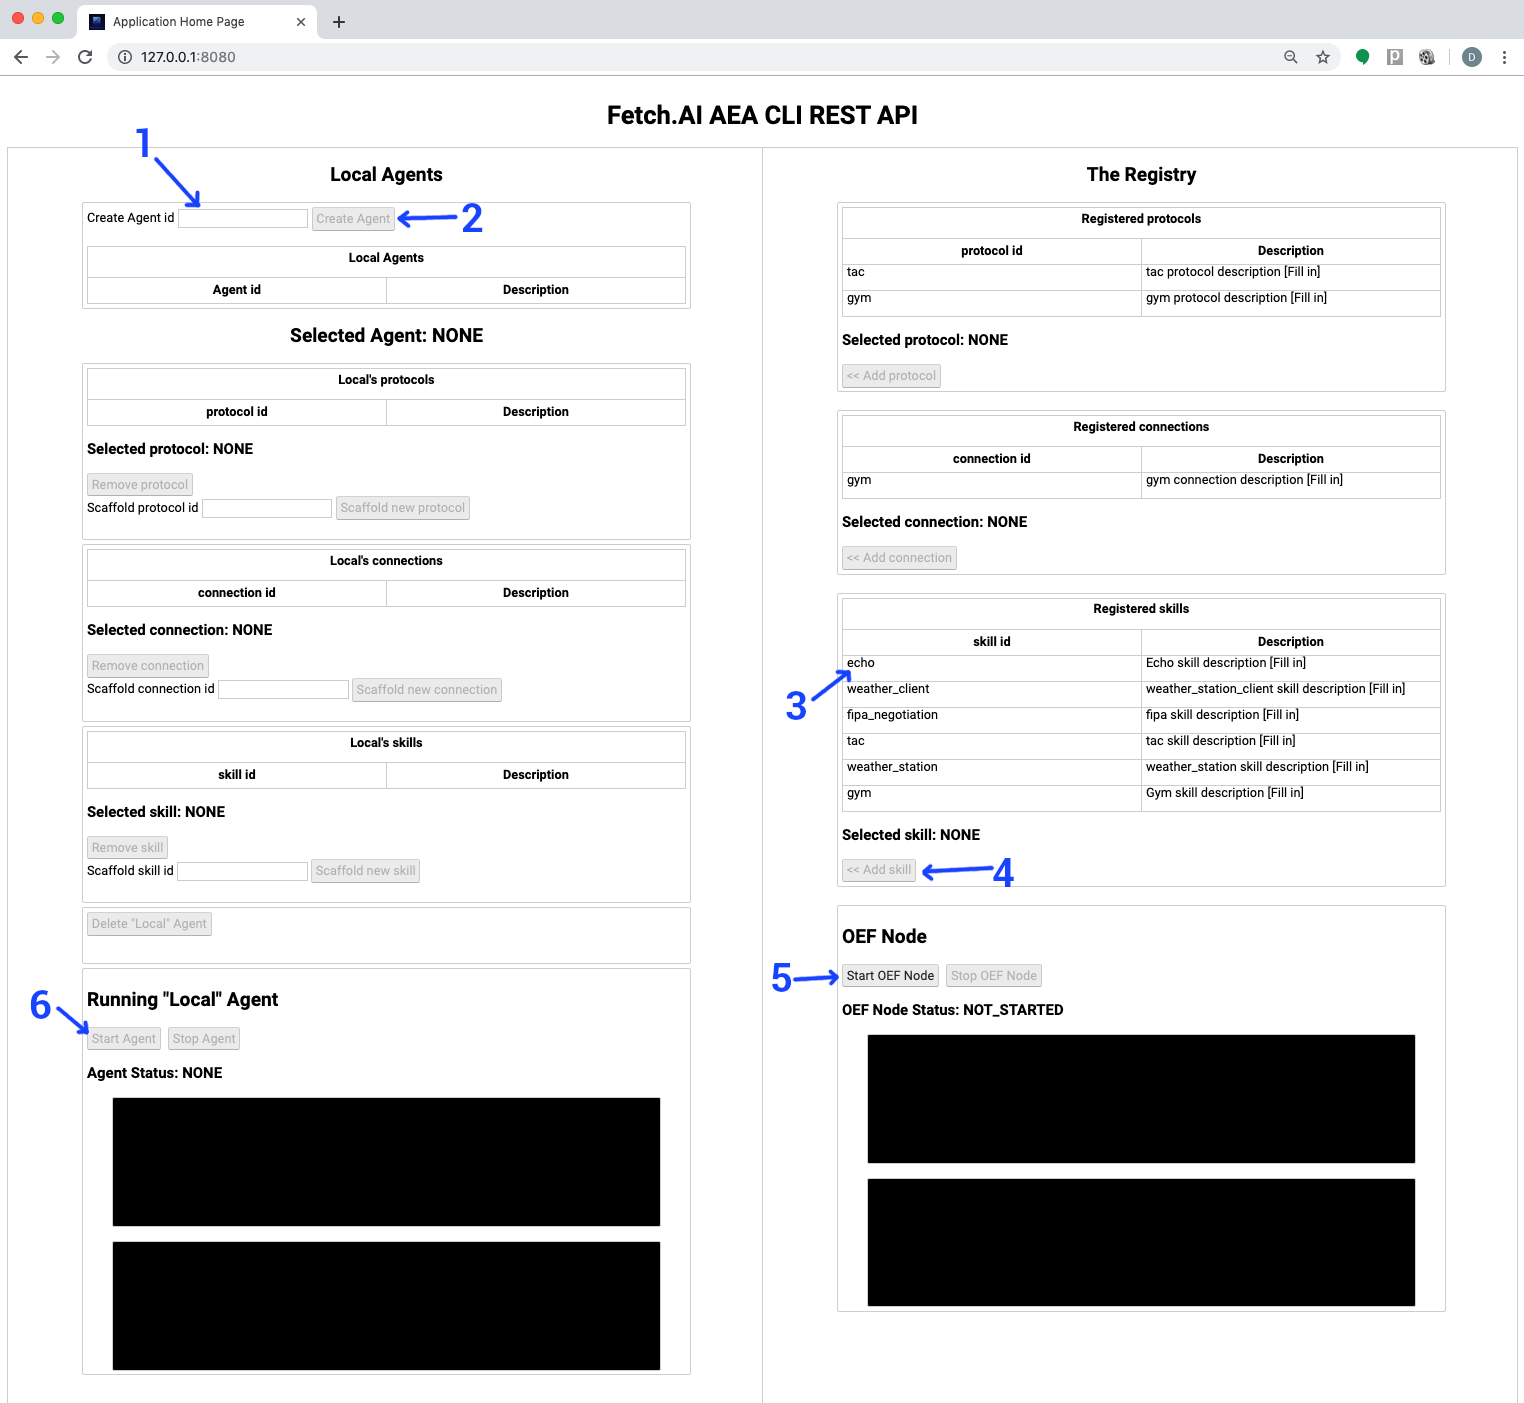 Application Home Page
127.0.0.1:8080
D
Fetch.AI AEA CLI REST API
1
Local Agents
Create Agent id
Create Agent
2
Local Agents
Agent id Description
Selected Agent: NONE
Local's protocols
protocol id Description
Selected protocol: NONE
Remove protocol
Scaffold protocol id Scaffold new protocol
Local's connections
connection id Description
Selected connection: NONE
Remove connection
Scaffold connection id Scaffold new connection
Local's skills
skill id Description
Selected skill: NONE
Remove skill
Scaffold skill id Scaffold new skill
Delete "Local" Agent
Running "Local" Agent
6
Start Agent Stop Agent
Agent Status: NONE
The Registry
Registered protocols
protocol id Description
tac tac protocol description [Fill in]
gym gym protocol description [Fill in]
Selected protocol: NONE
<< Add protocol
Registered connections
connection id Description
gym gym connection description [Fill in]
Selected connection: NONE
<< Add connection
Registered skills
skill id Description
echo Echo skill description [Fill in]
3
weather_client weather_station_client skill description [Fill in]
fipa_negotiation fipa skill description [Fill in]
tac tac skill description [Fill in]
weather_station weather_station skill description [Fill in]
gym Gym skill description [Fill in]
Selected skill: NONE
<< Add skill
4
OEF Node
5
Start OEF Node Stop OEF Node
OEF Node Status: NOT_STARTED